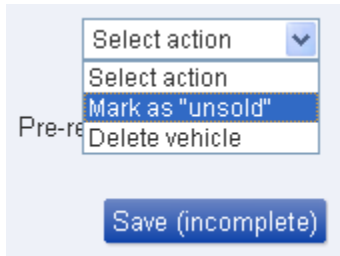 Select action
Select action
Mark as "unsold"
Pre-re
Delete vehicle
Save (incomplete)